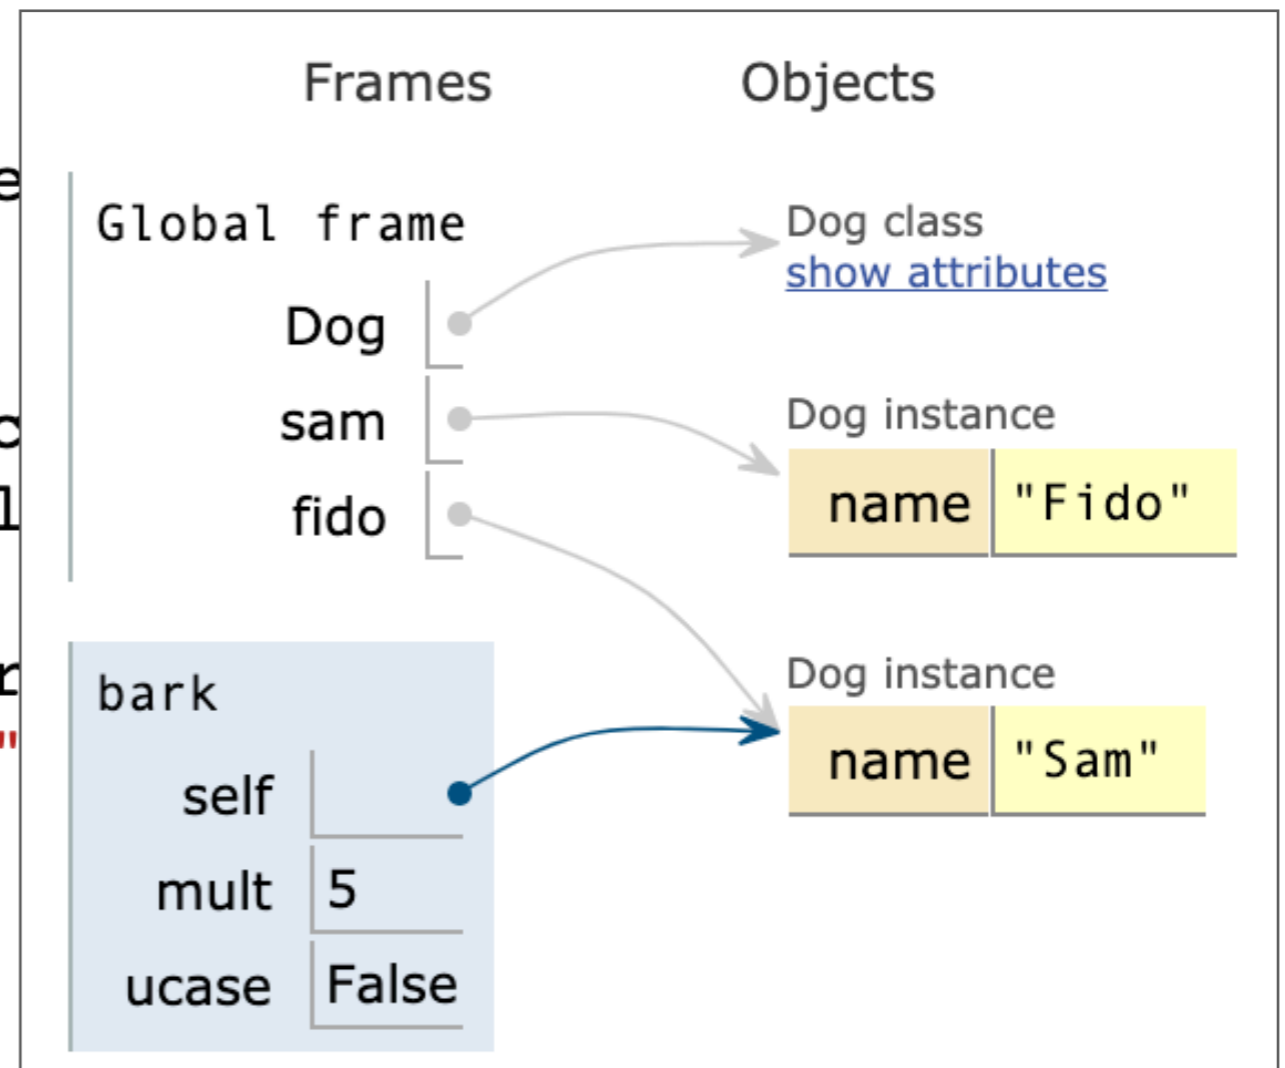 Frames Objects
Global frame
Dog
sam
fido
Dog class
show attributes
Dog instance
name "Fido"
Dog instance
name "Sam"
bark
self
mult 5
ucase False